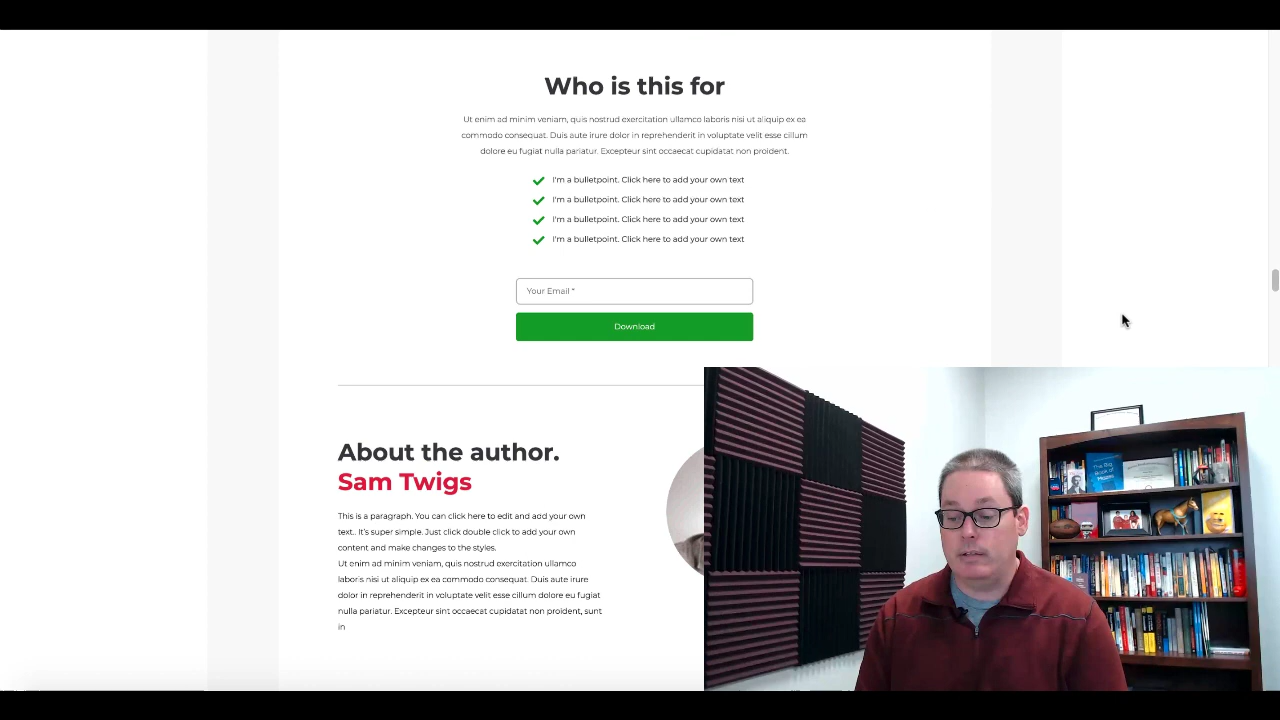 Who is this for
Ut enim ad minim veniam, quis nostrud exercitation ullamco laboris nisi ut aliquip ex ea
commodo consequat. Duis aute irure dolor in reprehenderit in voluptate velit esse cillum
dolore eu fugiat nulla pariatur. Excepteur sint occaecat cupidatat non proident.
I'm a bulletpoint. Click here to add your own text
I'm a bulletpoint. Click here to add your own text
I'm a bulletpoint. Click here to add your own text
I'm a bulletpoint. Click here to add your own text
Your Email *
Download
About the author.
Sam Twigs
This is a paragraph. You can click here to edit and add your own
text.. It's super simple. Just click double click to add your own
content and make changes to the styles.
Ut enim ad minim veniam, quis nostrud exercitation ullamco
laboris nisi ut aliquip ex ea commodo consequat. Duis aute irure
dolor in reprehenderit in voluptate velit esse cillum dolore eu fugiat
nulla pariatur. Excepteur sint occaecat cupidatat non proident, sunt
in
The Big
Book of